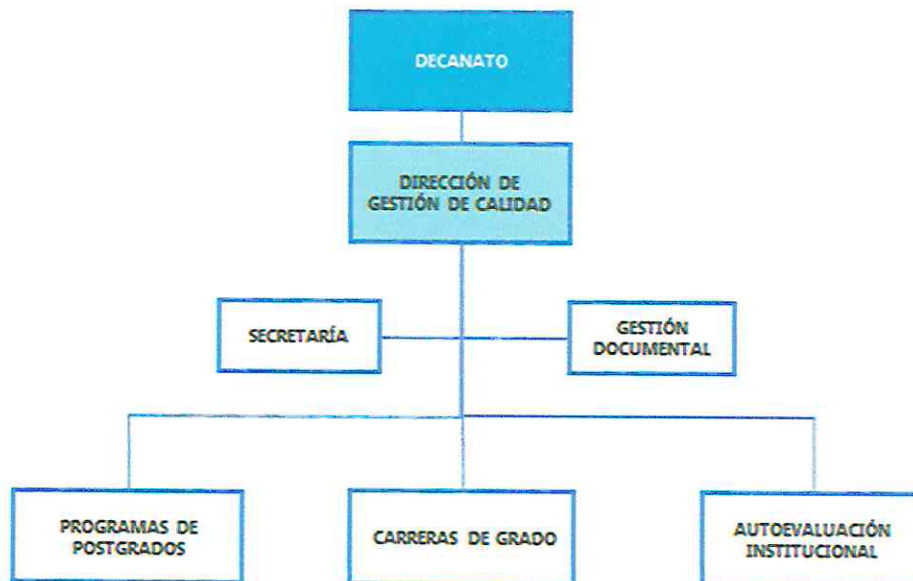 DECANATO
DIRECCIÓN DE
GESTIÓN DE CALIDAD
SECRETARÍA
GESTIÓN
DOCUMENTAL
PROGRAMAS DE
POSTGRADOS
CARRERAS DE GRADO
AUTOEVALUACIÓN
INSTITUCIONAL